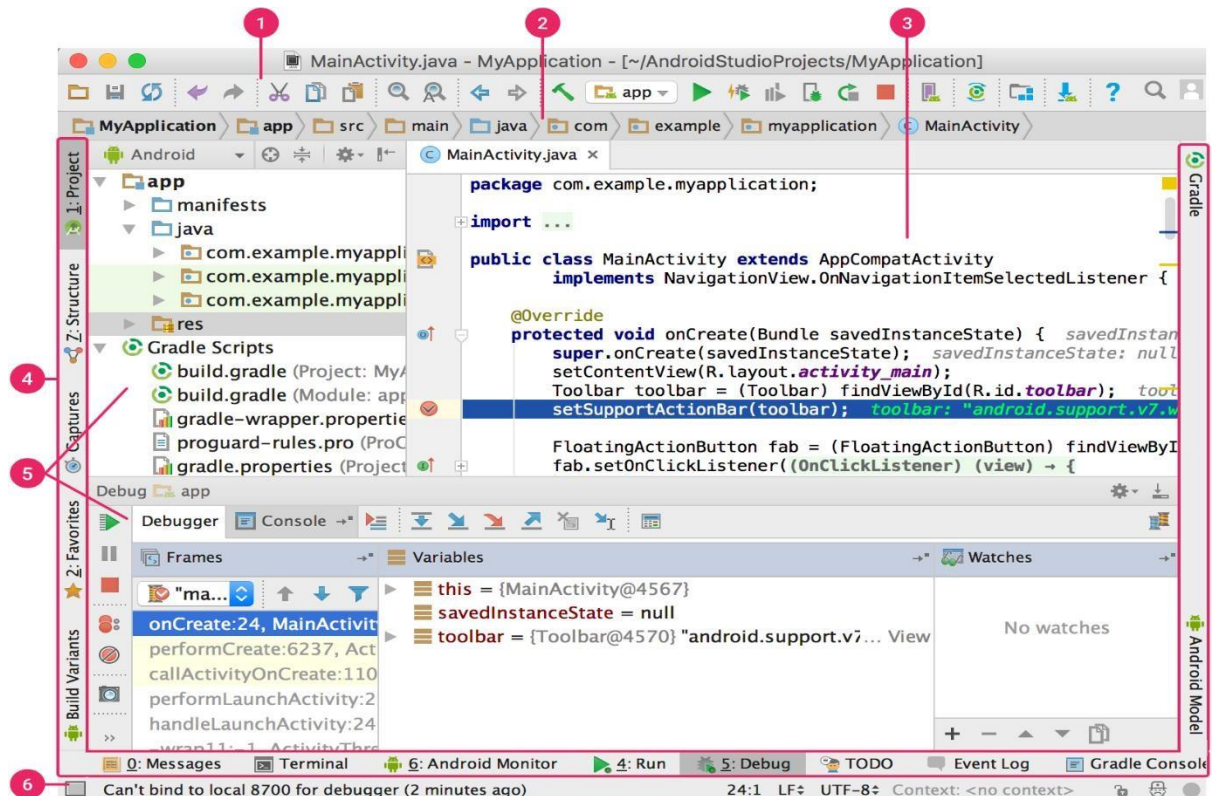 1 2 3
MainActivity.java - MyApplication - [~/AndroidStudioProjects/MyApplication]
app
MyApplication app src main java com example myapplication MainActivity
1: Project
Z: Structure
Captures
2: Favorites
Build Variants
4
5
6
Android
app
manifests
java
com.example.myappli
com.example.myappli
com.example.myappli
res
Gradle Scripts
build.gradle (Project: MyA
build.gradle (Module: app
gradle-wrapper.propertie
proguard-rules.pro (ProC
gradle.properties (Project
MainActivity.java ×
package com.example.myapplication;
import ...
public class MainActivity extends AppCompatActivity
implements NavigationView.OnNavigationItemSelectedListener {
@Override
protected void onCreate(Bundle savedInstanceState) { savedInstan
super.onCreate(savedInstanceState); savedInstanceState: null
setContentView(R.layout.activity_main);
Toolbar toolbar = (Toolbar) findViewById(R.id.toolbar); tool
setSupportActionBar(toolbar); toolbar: "android.support.v7.w
FloatingActionButton fab = (FloatingActionButton) findViewByI
fab.setOnClickListener((OnClickListener) (view) → {
Gradle
Android Model
Debug app
Debugger Console
Frames
"ma...
onCreate:24, MainActivit
performCreate:6237, Act
callActivityOnCreate:110
performLaunchActivity:2
handleLaunchActivity:24
-wrap11:-1, ActivityThre
Variables
this = {MainActivity@4567}
savedInstanceState = null
toolbar = {Toolbar@4570} "android.support.v7... View
Watches
No watches
0: Messages Terminal 6: Android Monitor 4: Run 5: Debug TODO Event Log Gradle Console
Can't bind to local 8700 for debugger (2 minutes ago) 24:1 LF UTF-8 Context: <no context>